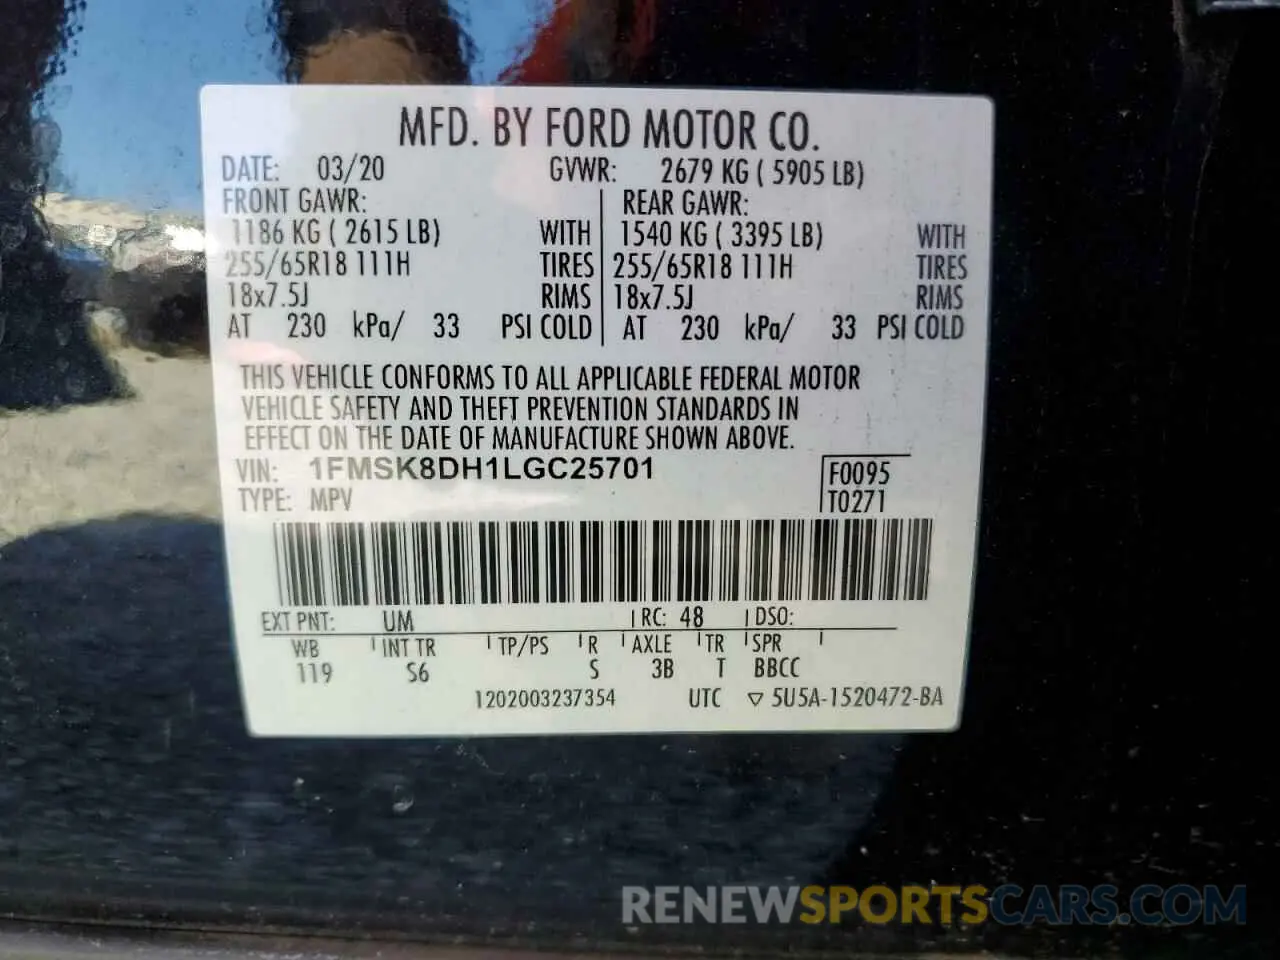 MFD. BY FORD MOTOR CO.
DATE: 03/20 GVWR: 2679 KG ( 5905 LB)
FRONT GAWR: REAR GAWR:
1186 KG ( 2615 LB) WITH 1540 KG ( 3395 LB) WITH
255/65R18 111H TIRES 255/65R18 111H TIRES
18x7.5J RIMS 18x7.5J RIMS
AT 230 kPa/ 33 PSI COLD AT 230 kPa/ 33 PSI COLD
THIS VEHICLE CONFORMS TO ALL APPLICABLE FEDERAL MOTOR
VEHICLE SAFETY AND THEFT PREVENTION STANDARDS IN
EFFECT ON THE DATE OF MANUFACTURE SHOWN ABOVE.
VIN: 1FMSK8DH1LGC25701 F0095
TYPE: MPV T0271
EXT PNT: UM RC: 48 DSO:
WB INT TR TP/PS R AXLE TR SPR
119 S6 S 3B T BBCC
1202003237354 UTC ▽ 5U5A-1520472-BA
RENEWSPORTSCARS.COM